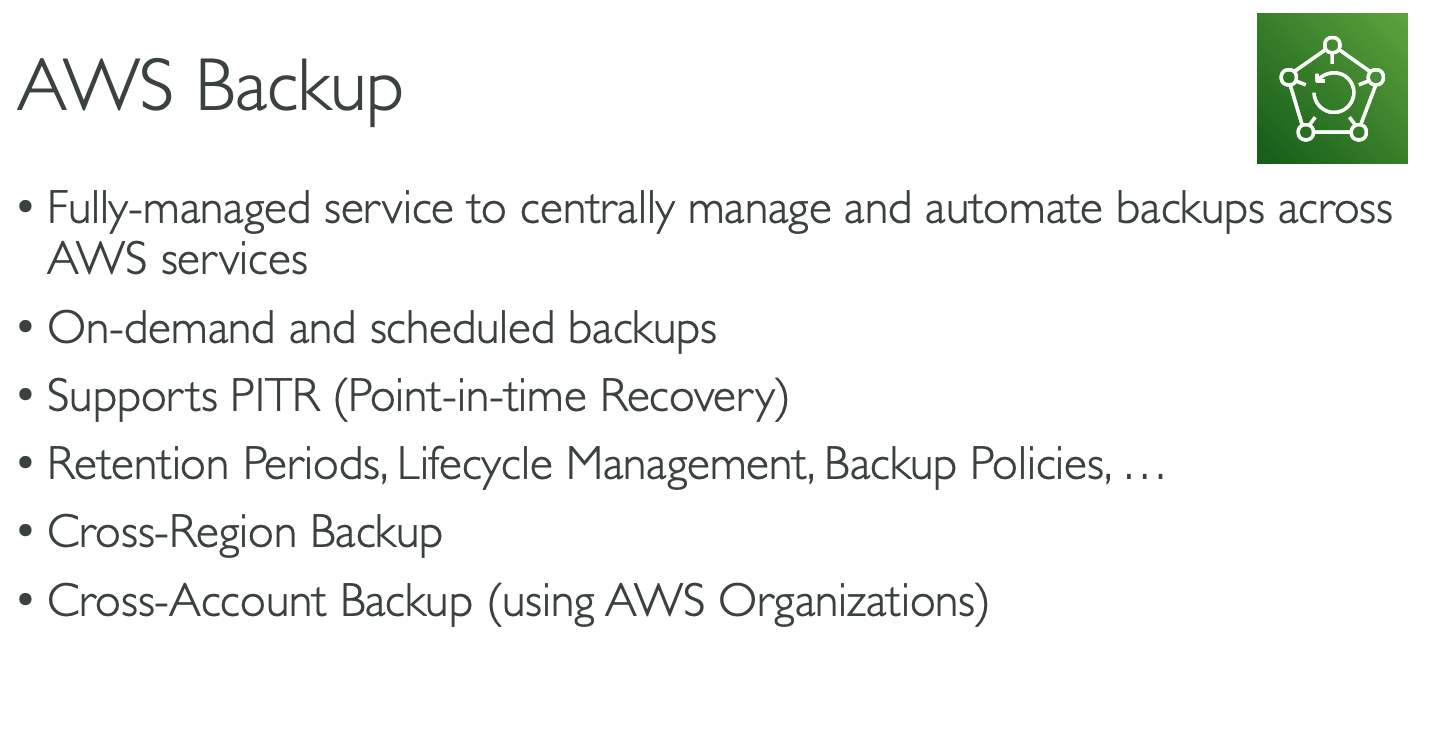 AWS Backup
• Fully-managed service to centrally manage and automate backups across
AWS services
• On-demand and scheduled backups
• Supports PITR (Point-in-time Recovery)
• Retention Periods, Lifecycle Management, Backup Policies, …
• Cross-Region Backup
• Cross-Account Backup (using AWS Organizations)